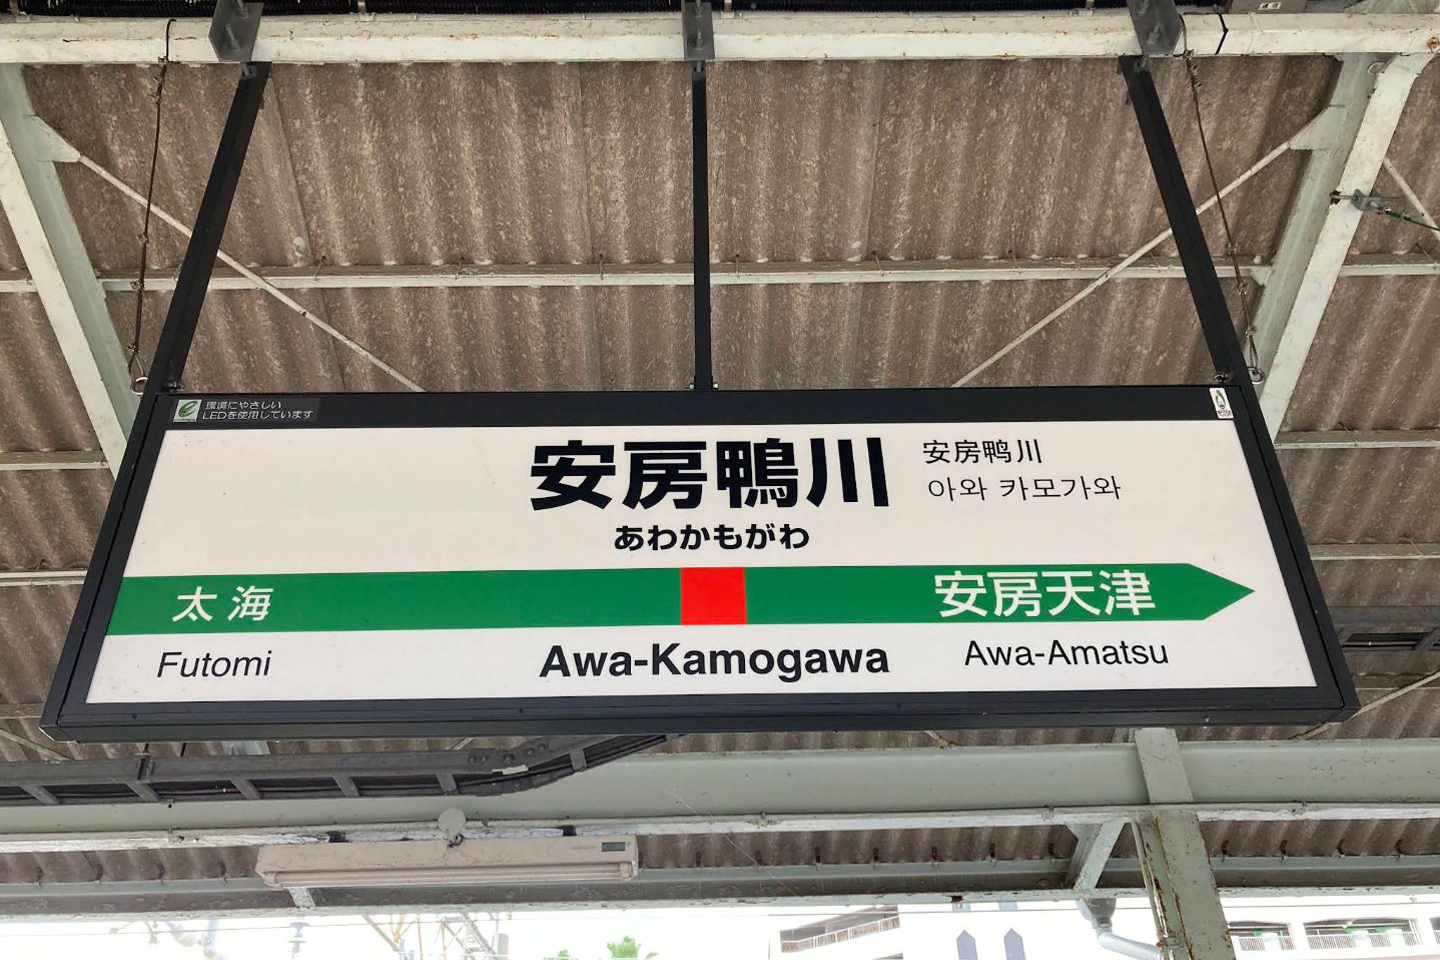 環境にやさしい
LEDを使用しています
安房鴨川
安房鸭川
아와 카모가와
あわかもがわ
太海
安房天津
Futomi
Awa-Kamogawa
Awa-Amatsu